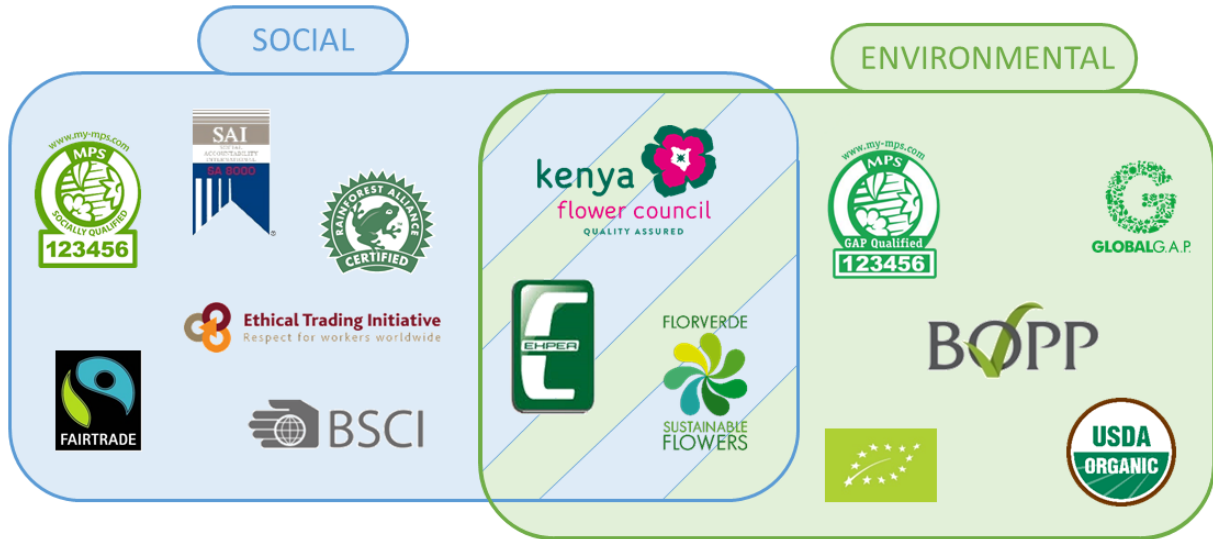 SOCIAL
ENVIRONMENTAL
www.my-mps.com
MPS
SOCIALLY QUALIFIED
123456
SAI
SOCIAL
ACCOUNTABILITY
SA 8000
RAINFOREST ALLIANCE
CERTIFIED
Ethical Trading Initiative
Respect for workers worldwide
FAIRTRADE
BSCI
kenya
flower council
QUALITY ASSURED
EHPEA
FLORVERDE
SUSTAINABLE
FLOWERS
www.my-mps.com
MPS
GAP Qualified
123456
GLOBALG.A.P.
BOPP
USDA
ORGANIC